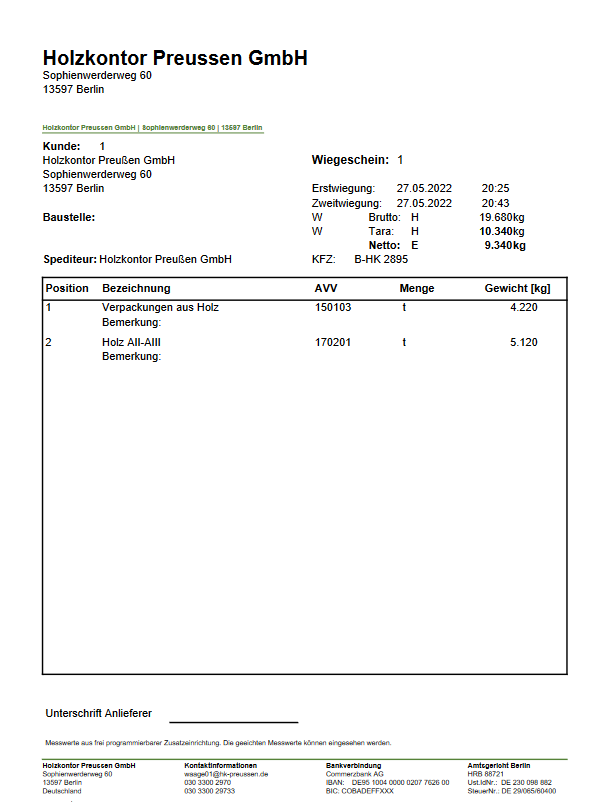 Holzkontor Preussen GmbH
Sophienwerderweg 60
13597 Berlin
Holzkontor Preussen GmbH | Sophienwerderweg 60 | 13597 Berlin
Kunde: 1
Holzkontor Preußen GmbH
Wiegeschein: 1
Sophienwerderweg 60
13597 Berlin
Erstwiegung: 27.05.2022 20:25
Zweitwiegung: 27.05.2022 20:43
Baustelle:
W Brutto: H 19.680kg
W Tara: H 10.340kg
Netto: E 9.340kg
Spediteur: Holzkontor Preußen GmbH
KFZ: B-HK 2895
Position Bezeichnung AVV Menge Gewicht [kg]
1 Verpackungen aus Holz 150103 t 4.220
Bemerkung:
2 Holz AII-AIII 170201 t 5.120
Bemerkung:
Unterschrift Anlieferer
Messwerte aus frei programmierbarer Zusatzeinrichtung. Die geeichten Messwerte können eingesehen werden.
Holzkontor Preussen GmbH Kontaktinformationen Bankverbindung Amtsgericht Berlin
Sophienwerderweg 60 waage01@hk-preussen.de Commerzbank AG HRB 88721
13597 Berlin 030 3300 2970 IBAN: DE95 1004 0000 0207 7626 00 Ust.IdNr.: DE 230 098 882
Deutschland 030 3300 29733 BIC: COBADEFFXXX SteuerNr.: DE 29/065/60400